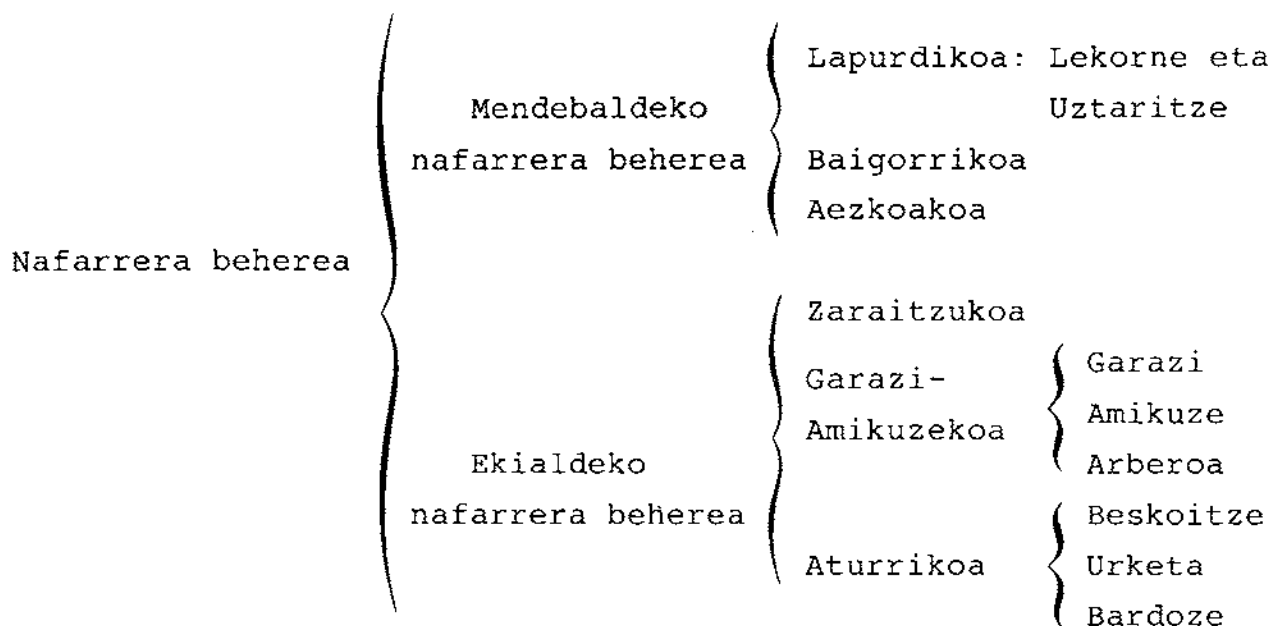 Lapurdikoa: Lekorne eta
Mendebaldeko
Uztaritze
nafarrera beherea
Baigorrikoa
Aezkoakoa
Nafarrera beherea
Zaraitzukoa
Garazi-
Garazi
Amikuzekoa
Amikuze
Arberoa
Ekialdeko
nafarrera beherea
Beskoitze
Aturrikoa
Urketa
Bardoze